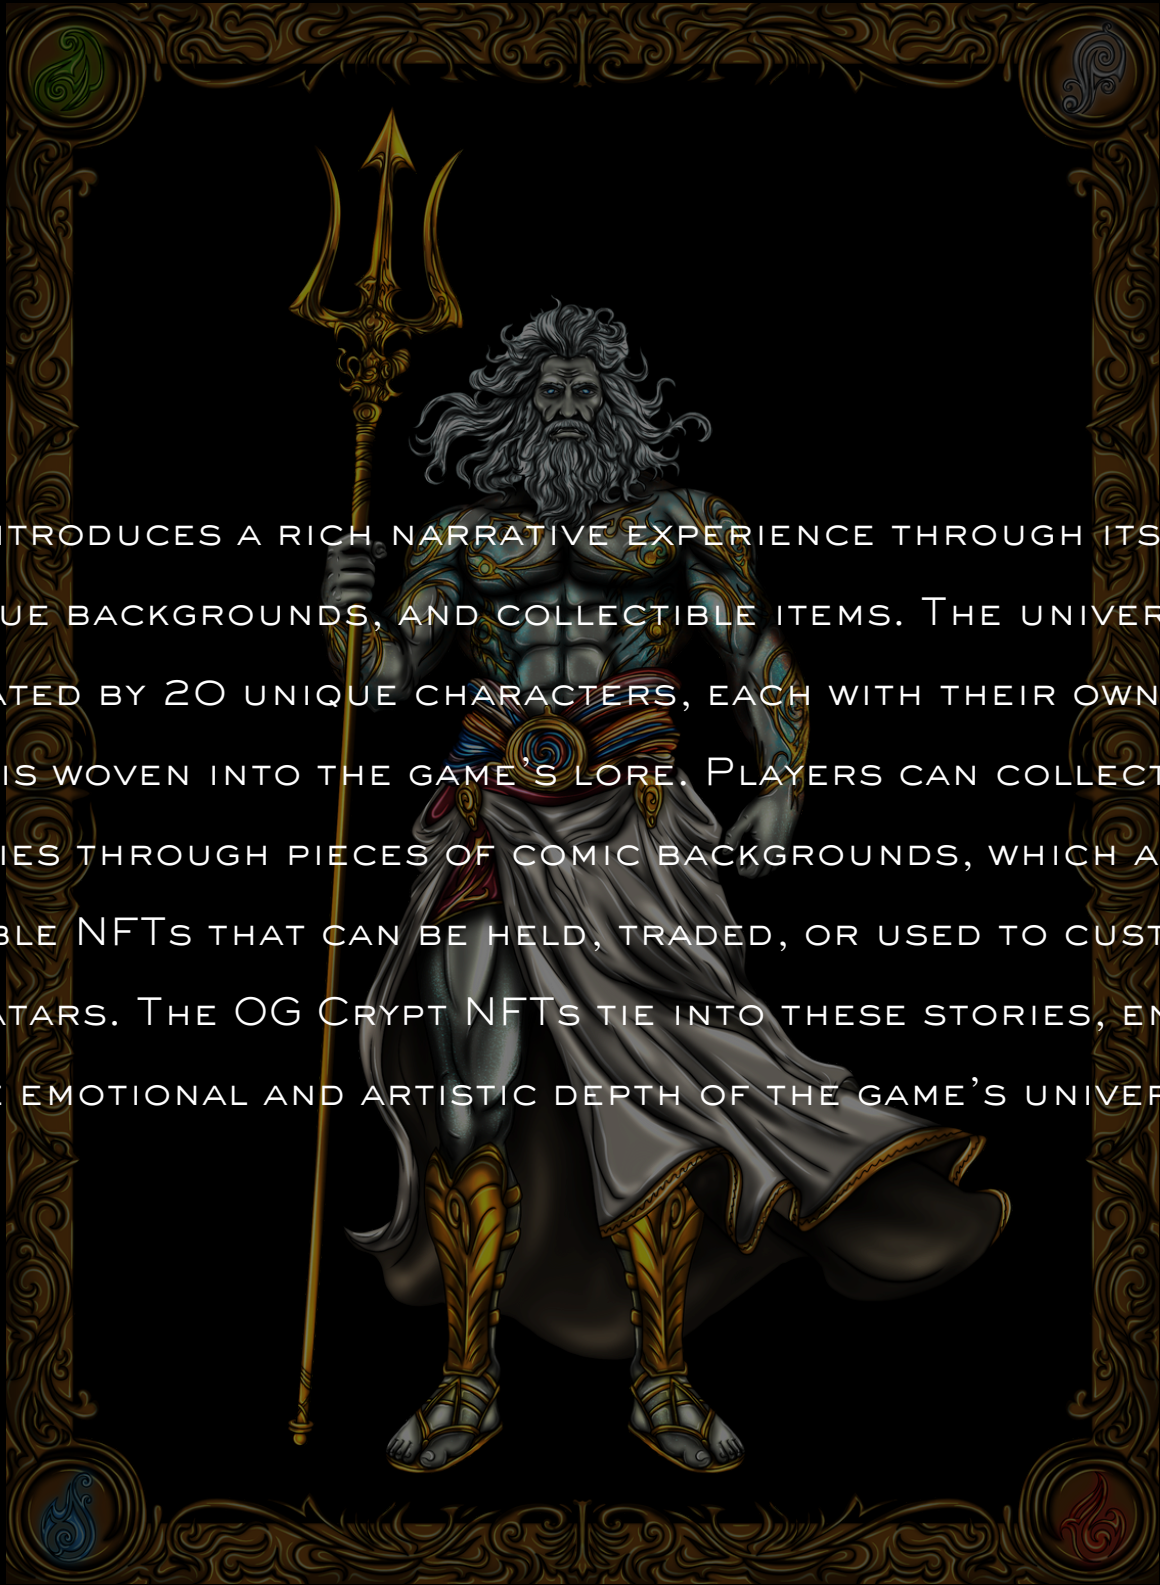 NTRODUCES A RICH NARRATIVE EXPERIENCE THROUGH ITS
UE BACKGROUNDS, AND COLLECTIBLE ITEMS. THE UNIVER
ATED BY 20 UNIQUE CHARACTERS, EACH WITH THEIR OWN
IS WOVEN INTO THE GAME'S LORE. PLAYERS CAN COLLECT
IES THROUGH PIECES OF COMIC BACKGROUNDS, WHICH A
BLE NFTS THAT CAN BE HELD, TRADED, OR USED TO CUST
ATARS. THE OG CRYPT NFTS TIE INTO THESE STORIES, EN
E EMOTIONAL AND ARTISTIC DEPTH OF THE GAME'S UNIVER